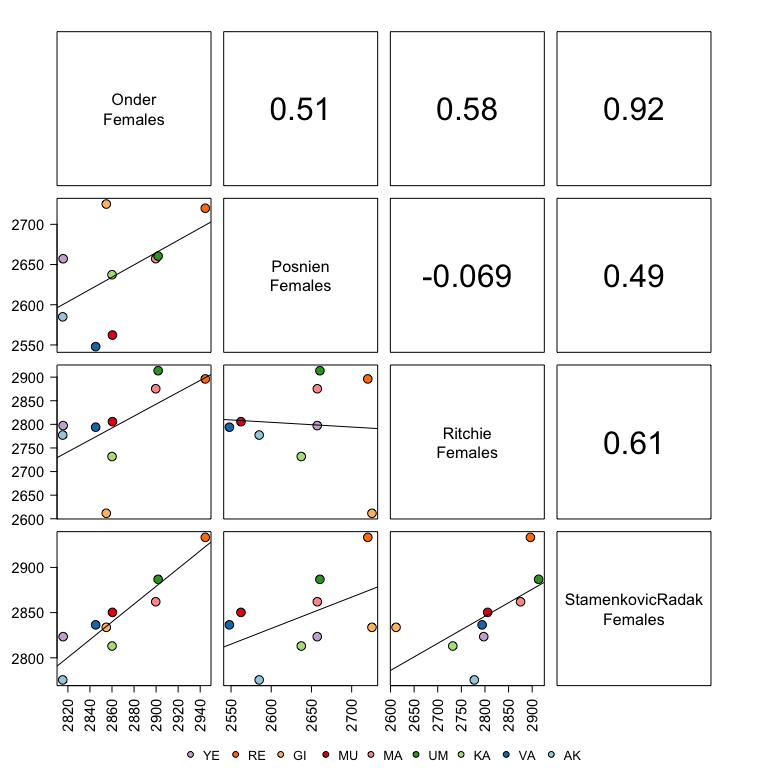 Onder
Females
0.51
0.58
0.92
2700
2650
2600
2550
Posnien
Females
-0.069
0.49
2900
2850
2800
2750
2700
2650
2600
Ritchie
Females
0.61
2900
2850
2800
StamenkovicRadak
Females
2820 2840 2860 2880 2900 2920 2940
2550 2600 2650 2700
2600 2650 2700 2750 2800 2850 2900
YE RE GI MU MA UM KA VA AK